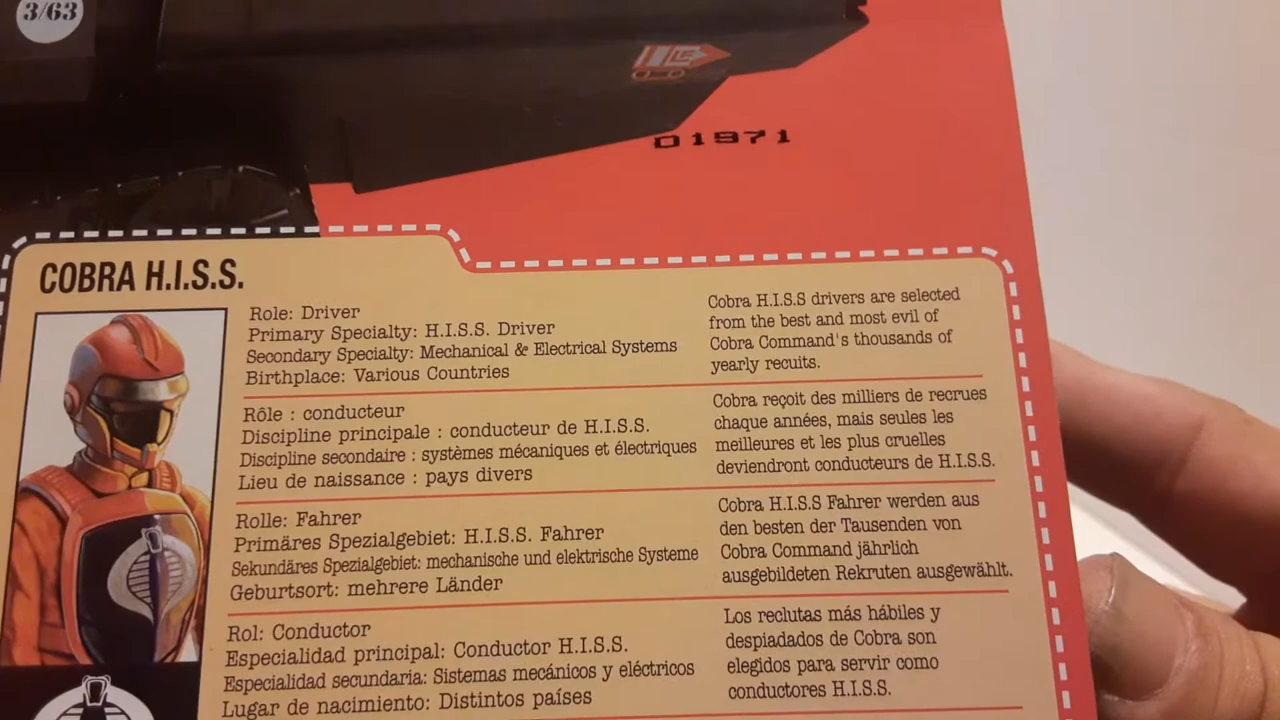 3/63
01971
COBRA H.I.S.S.
Role: Driver
Primary Specialty: H.I.S.S. Driver
Secondary Specialty: Mechanical & Electrical Systems
Birthplace: Various Countries
Cobra H.I.S.S drivers are selected
from the best and most evil of
Cobra Command's thousands of
yearly recuits.
Rôle : conducteur
Discipline principale : conducteur de H.I.S.S.
Discipline secondaire : systèmes mécaniques et électriques
Lieu de naissance : pays divers
Cobra reçoit des milliers de recrues
chaque années, mais seules les
meilleures et les plus cruelles
deviendront conducteurs de H.I.S.S.
Rolle: Fahrer
Primäres Spezialgebiet: H.I.S.S. Fahrer
Sekundäres Spezialgebiet: mechanische und elektrische Systeme
Geburtsort: mehrere Länder
Cobra H.I.S.S Fahrer werden aus
den besten der Tausenden von
Cobra Command jährlich
ausgebildeten Rekruten ausgewählt.
Rol: Conductor
Especialidad principal: Conductor H.I.S.S.
Especialidad secundaria: Sistemas mecánicos y eléctricos
Lugar de nacimiento: Distintos países
Los reclutas más hábiles y
despiadados de Cobra son
elegidos para servir como
conductores H.I.S.S.